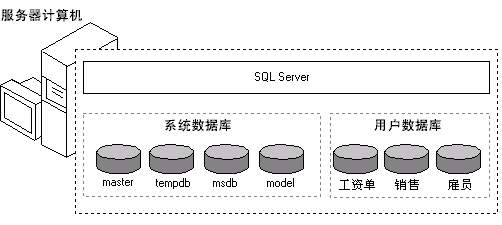 服务器计算机
SQL Server
系统数据库
用户数据库
master tempdb msdb model 工资单 销售 雇员